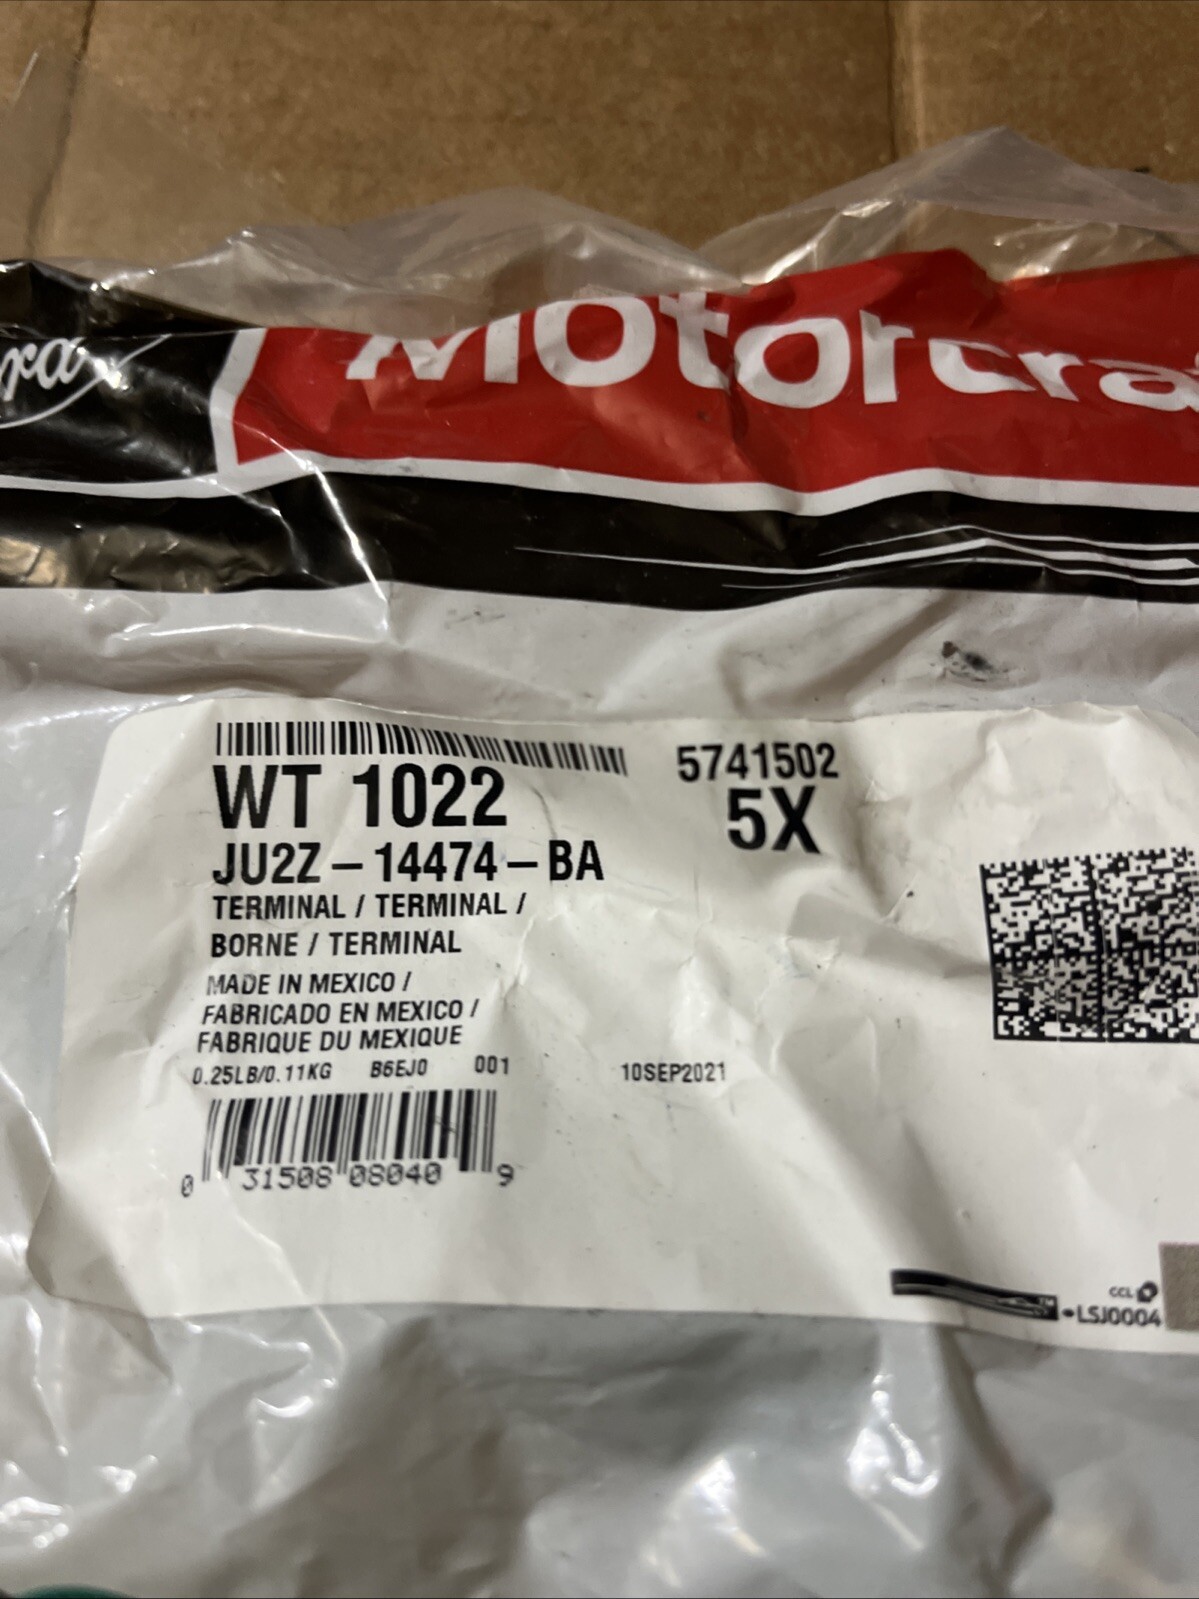 Motorcra
WT 1022
5741502
5X
JU2Z-14474-BA
TERMINAL / TERMINAL /
BORNE / TERMINAL
MADE IN MEXICO /
FABRICADO EN MEXICO /
FABRIQUE DU MEXIQUE
0.25LB/0.11KG B6EJ0 001 10SEP2021
0 31508 08040 9
CCL
-LSJ0004